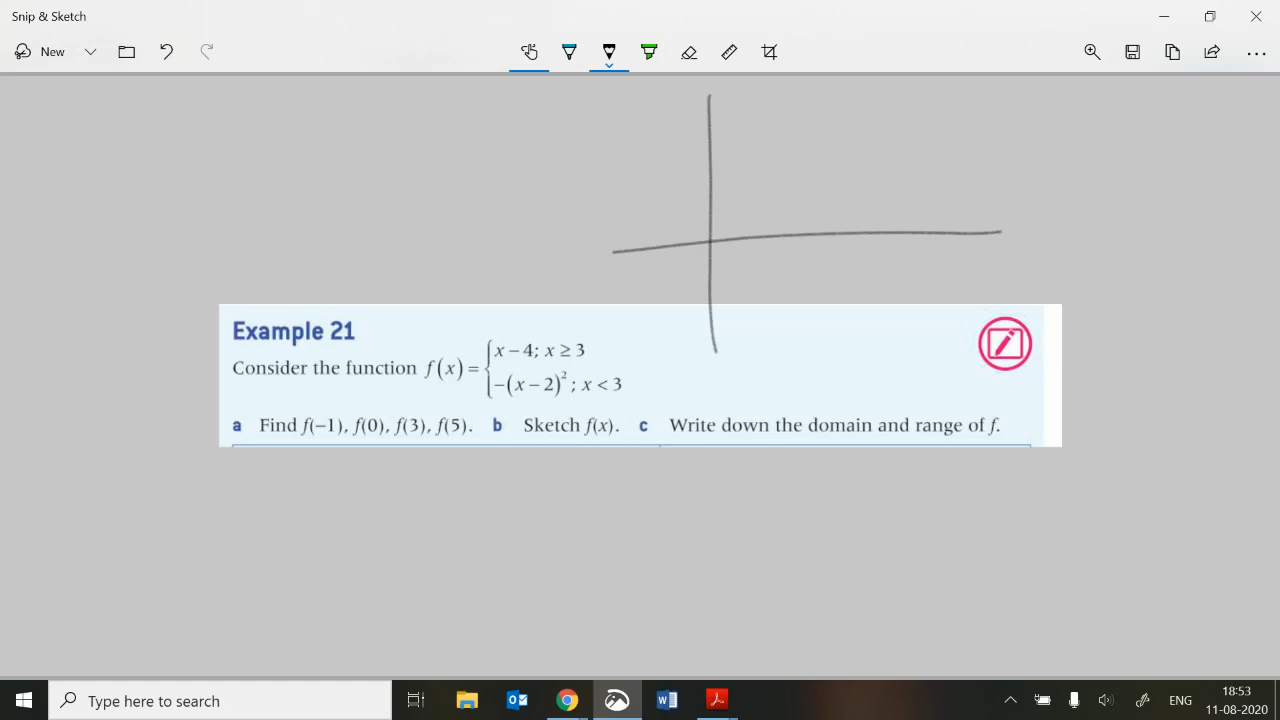 Snip & Sketch
New
Example 21
Consider the function f(x) = { x − 4; x ≥ 3
−(x − 2)²; x < 3
a Find f(−1), f(0), f(3), f(5). b Sketch f(x). c Write down the domain and range of f.
Type here to search
ENG
18:53
11-08-2020